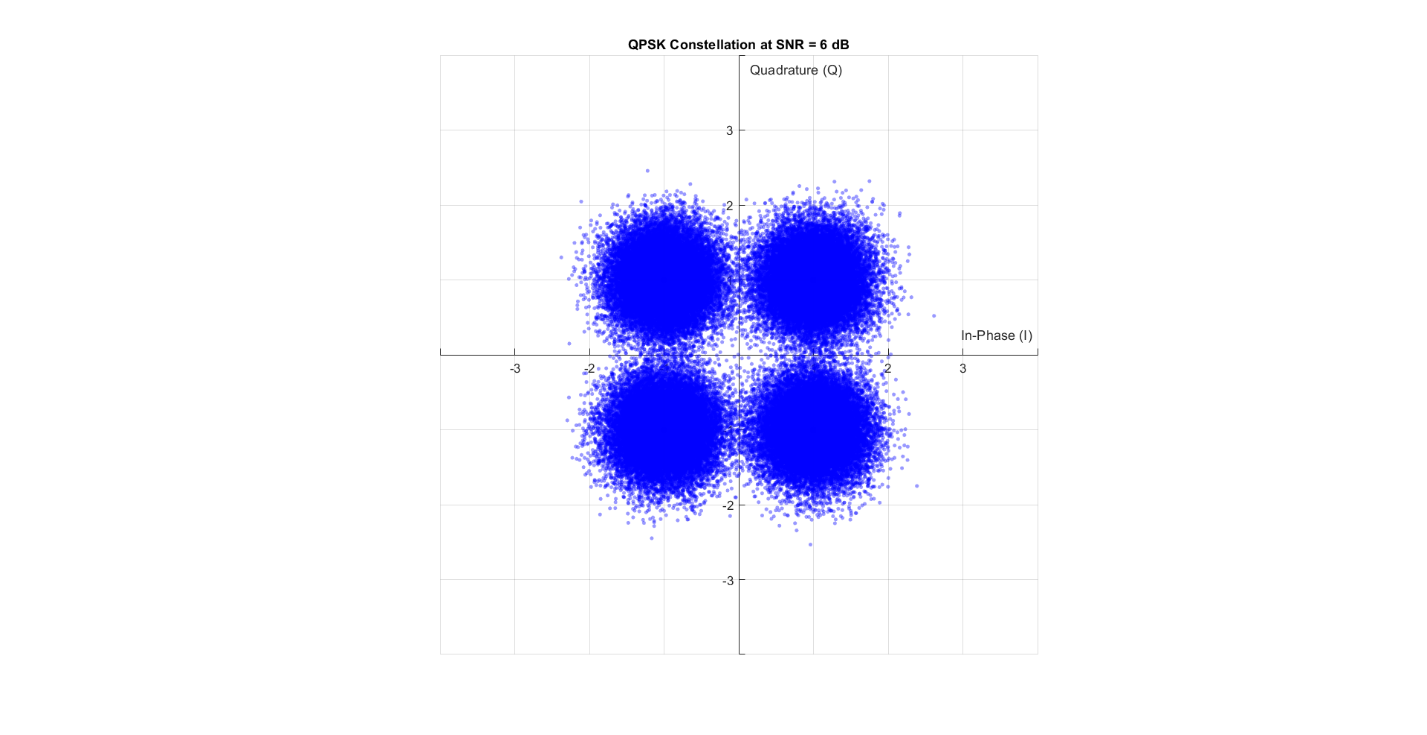 QPSK Constellation at SNR = 6 dB
Quadrature (Q)
3
2
In-Phase (I)
-3 -2 2 3
-2
-3